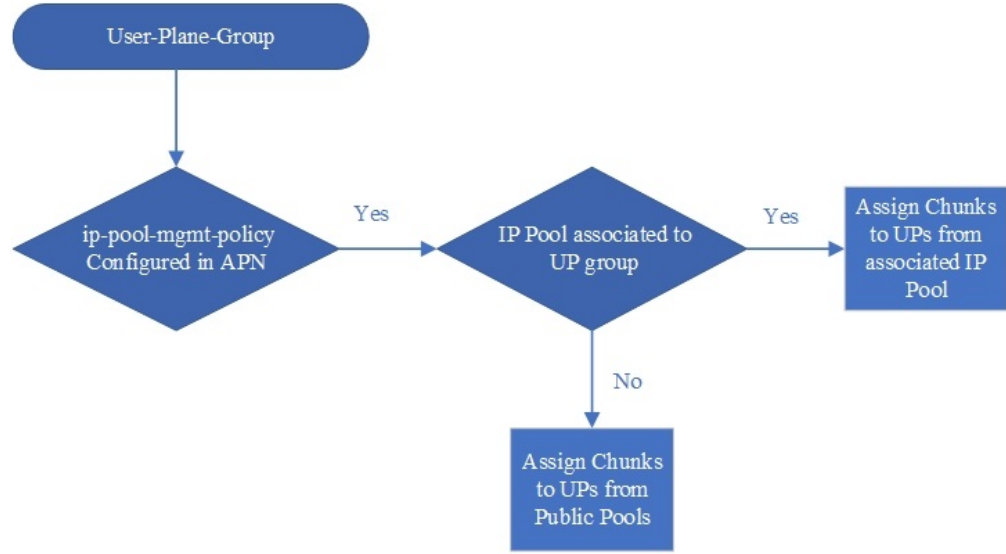 User-Plane-Group
ip-pool-mgmt-policy
Configured in APN
Yes
IP Pool associated to
UP group
Yes
Assign Chunks
to UPs from
associated IP
Pool
No
Assign Chunks
to UPs from
Public Pools